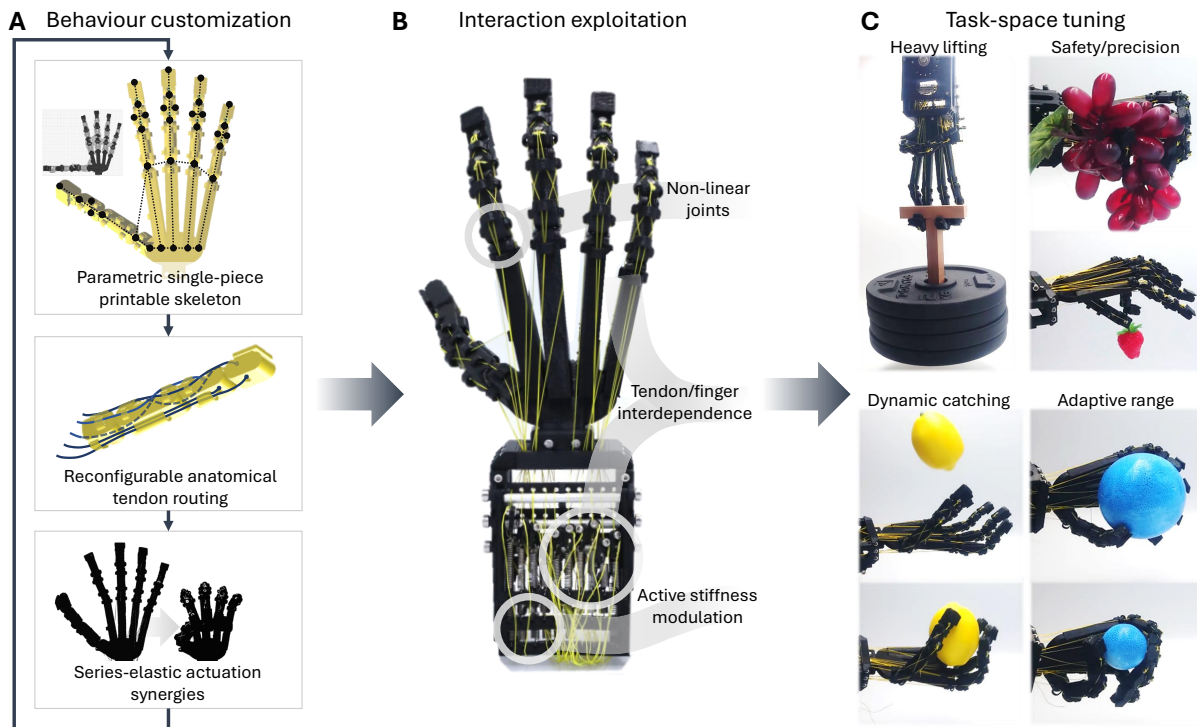 A Behaviour customization
Parametric single-piece
printable skeleton
Reconfigurable anatomical
tendon routing
Series-elastic actuation
synergies
B Interaction exploitation
Non-linear
joints
Tendon/finger
interdependence
Active stiffness
modulation
C Task-space tuning
Heavy lifting
Safety/precision
Dynamic catching
Adaptive range